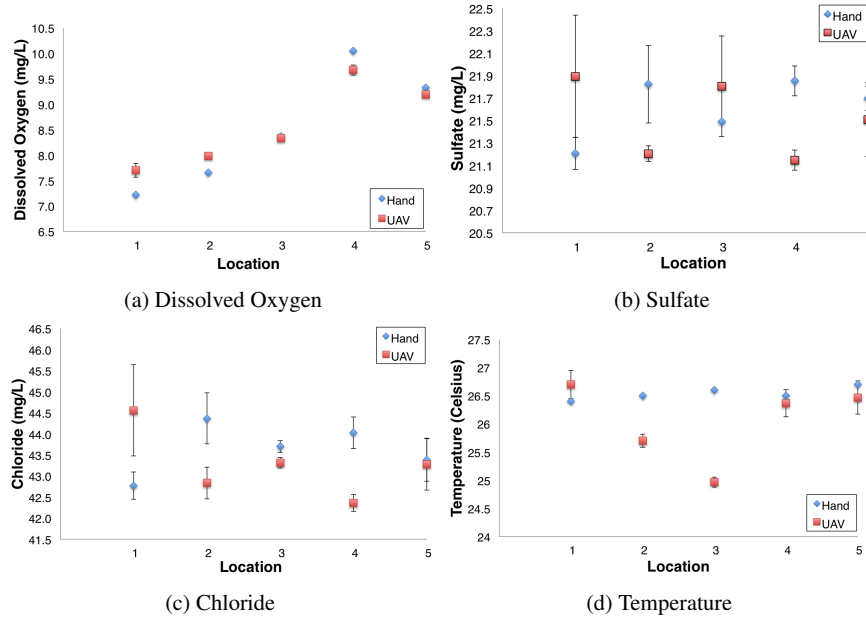 10.5
10.0
9.5
9.0
8.5
8.0
7.5
7.0
6.5
Dissolved Oxygen (mg/L)
Hand
UAV
1 2 3 4 5
Location
(a) Dissolved Oxygen
22.5
22.3
22.1
21.9
21.7
21.5
21.3
21.1
20.9
20.7
20.5
Sulfate (mg/L)
Hand
UAV
1 2 3 4
Location
(b) Sulfate
46.5
46.0
45.5
45.0
44.5
44.0
43.5
43.0
42.5
42.0
41.5
Chloride (mg/L)
Hand
UAV
1 2 3 4 5
Location
(c) Chloride
27.5
27
26.5
26
25.5
25
24.5
24
Temperature (Celsius)
Hand
UAV
1 2 3 4 5
Location
(d) Temperature